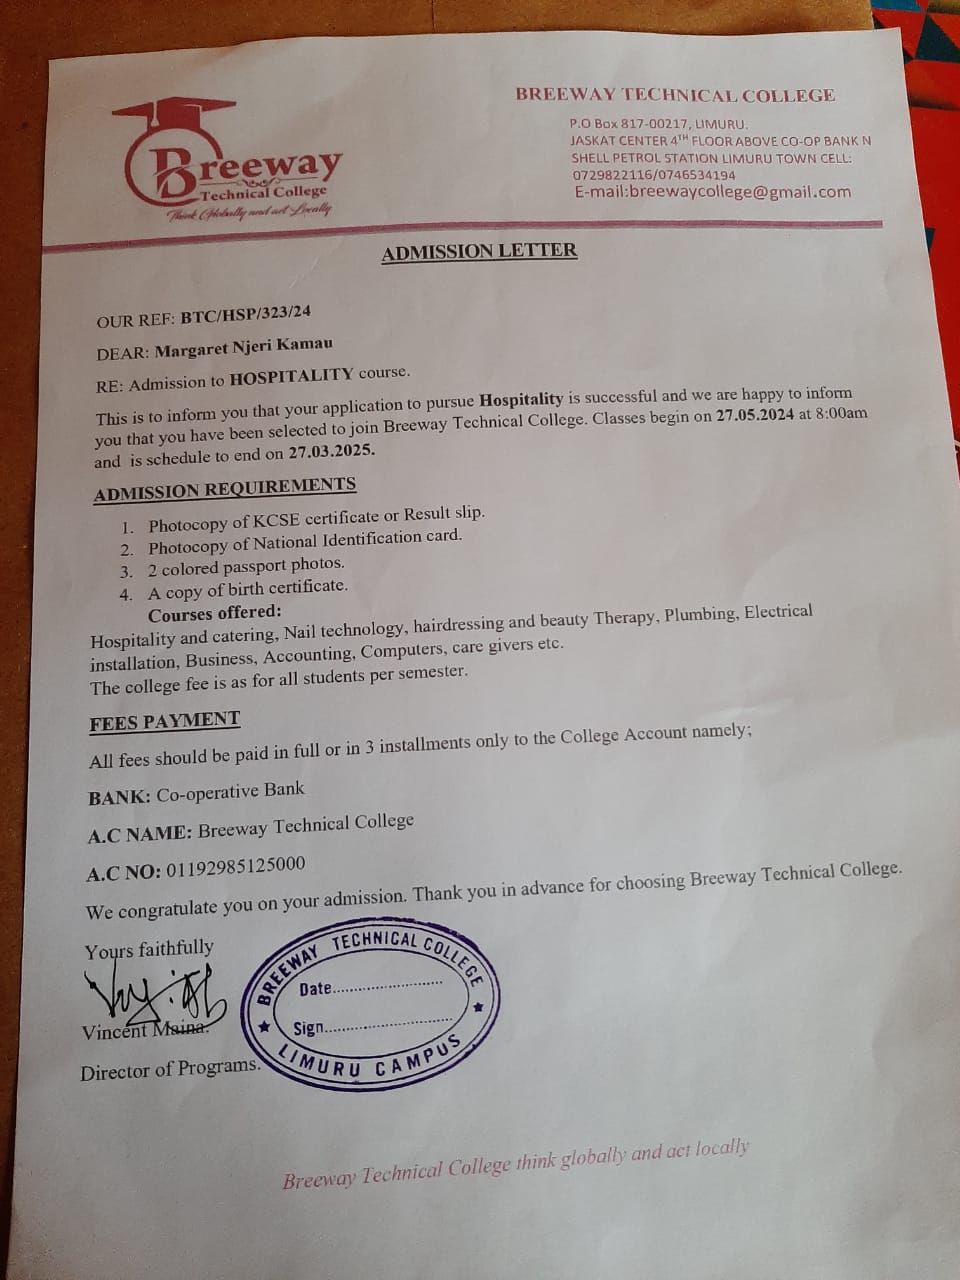 Breeway
Technical College
Think Globally and act Locally
BREEWAY TECHNICAL COLLEGE
P.O Box 817-00217, LIMURU.
JASKAT CENTER 4TH FLOOR ABOVE CO-OP BANK N
SHELL PETROL STATION LIMURU TOWN CELL:
0729822116/0746534194
E-mail:breewaycollege@gmail.com
ADMISSION LETTER
OUR REF: BTC/HSP/323/24
DEAR: Margaret Njeri Kamau
RE: Admission to HOSPITALITY course.
This is to inform you that your application to pursue Hospitality is successful and we are happy to inform
you that you have been selected to join Breeway Technical College. Classes begin on 27.05.2024 at 8:00am
and is schedule to end on 27.03.2025.
ADMISSION REQUIREMENTS
1. Photocopy of KCSE certificate or Result slip.
2. Photocopy of National Identification card.
3. 2 colored passport photos.
4. A copy of birth certificate.
Courses offered:
Hospitality and catering, Nail technology, hairdressing and beauty Therapy, Plumbing, Electrical
installation, Business, Accounting, Computers, care givers etc.
The college fee is as for all students per semester.
FEES PAYMENT
All fees should be paid in full or in 3 installments only to the College Account namely;
BANK: Co-operative Bank
A.C NAME: Breeway Technical College
A.C NO: 01192985125000
We congratulate you on your admission. Thank you in advance for choosing Breeway Technical College.
Yours faithfully
Vincent Maina.
Director of Programs.
BREEWAY TECHNICAL COLLEGE
Date..........................
Sign..............................
LIMURU CAMPUS
Breeway Technical College think globally and act locally